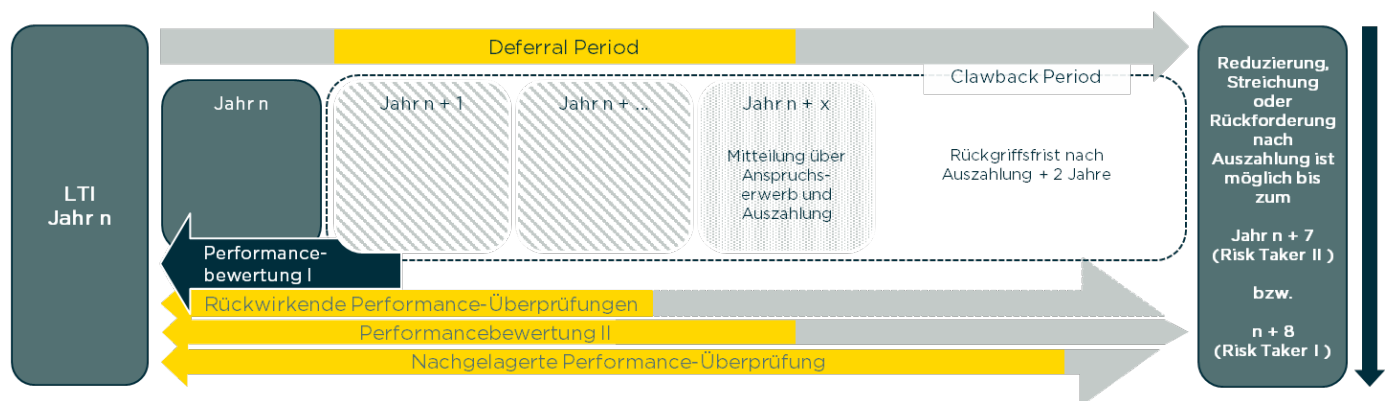 LTI
Jahr n
Deferral Period
Clawback Period
Jahr n
Jahr n + 1
Jahr n + ...
Jahr n + x
Mitteilung über
Anspruchs-
erwerb und
Auszahlung
Rückgriffsfrist nach
Auszahlung + 2 Jahre
Performance-
bewertung I
Rückwirkende Performance-Überprüfungen
Performancebewertung II
Nachgelagerte Performance-Überprüfung
Reduzierung,
Streichung
oder
Rückforderung
nach
Auszahlung ist
möglich bis
zum
Jahr n + 7
(Risk Taker II )
bzw.
n + 8
(Risk Taker I )